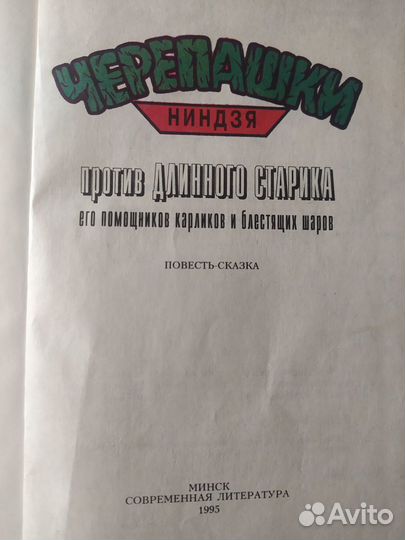 ЧЕРЕПАШКИ
НИНДЗЯ
против ДЛИННОГО СТАРИКА
его помощников карликов и блестящих шаров
ПОВЕСТЬ-СКАЗКА
МИНСК
СОВРЕМЕННАЯ ЛИТЕРАТУРА
1995
Avito